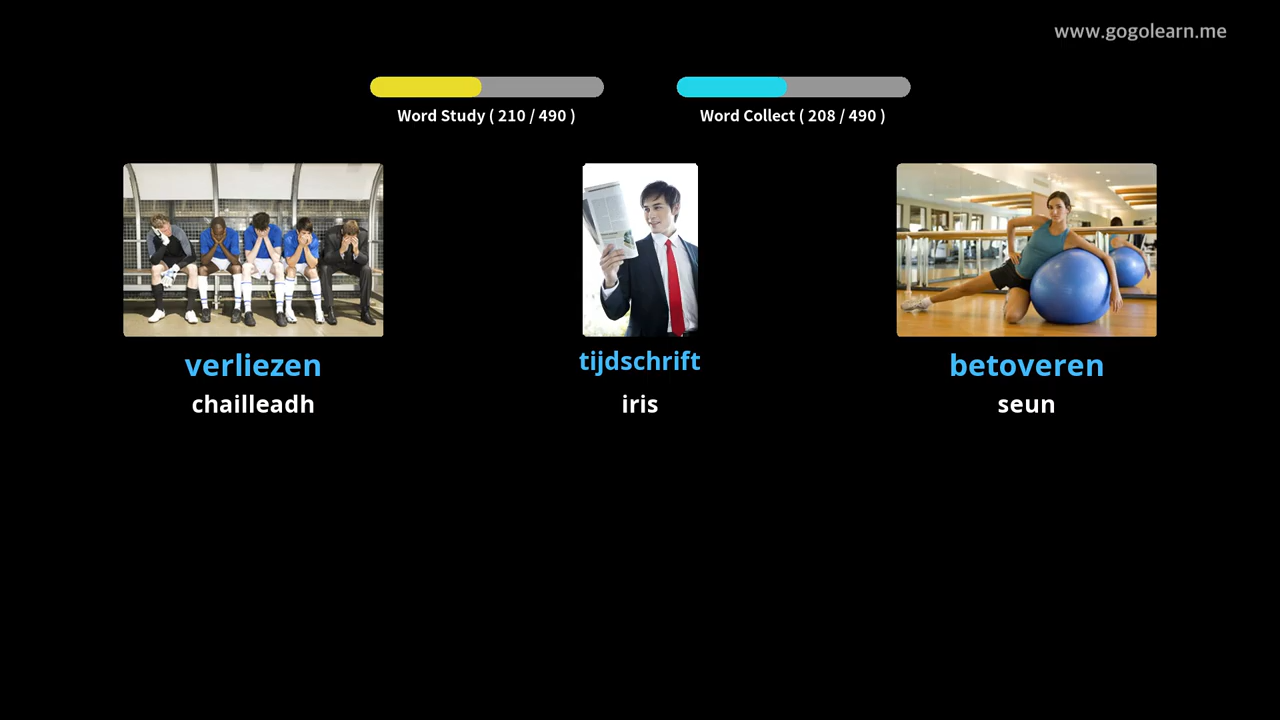 www.gogolearn.me
Word Study ( 210 / 490 )
Word Collect ( 208 / 490 )
verliezen
tijdschrift
betoveren
chailleadh
iris
seun